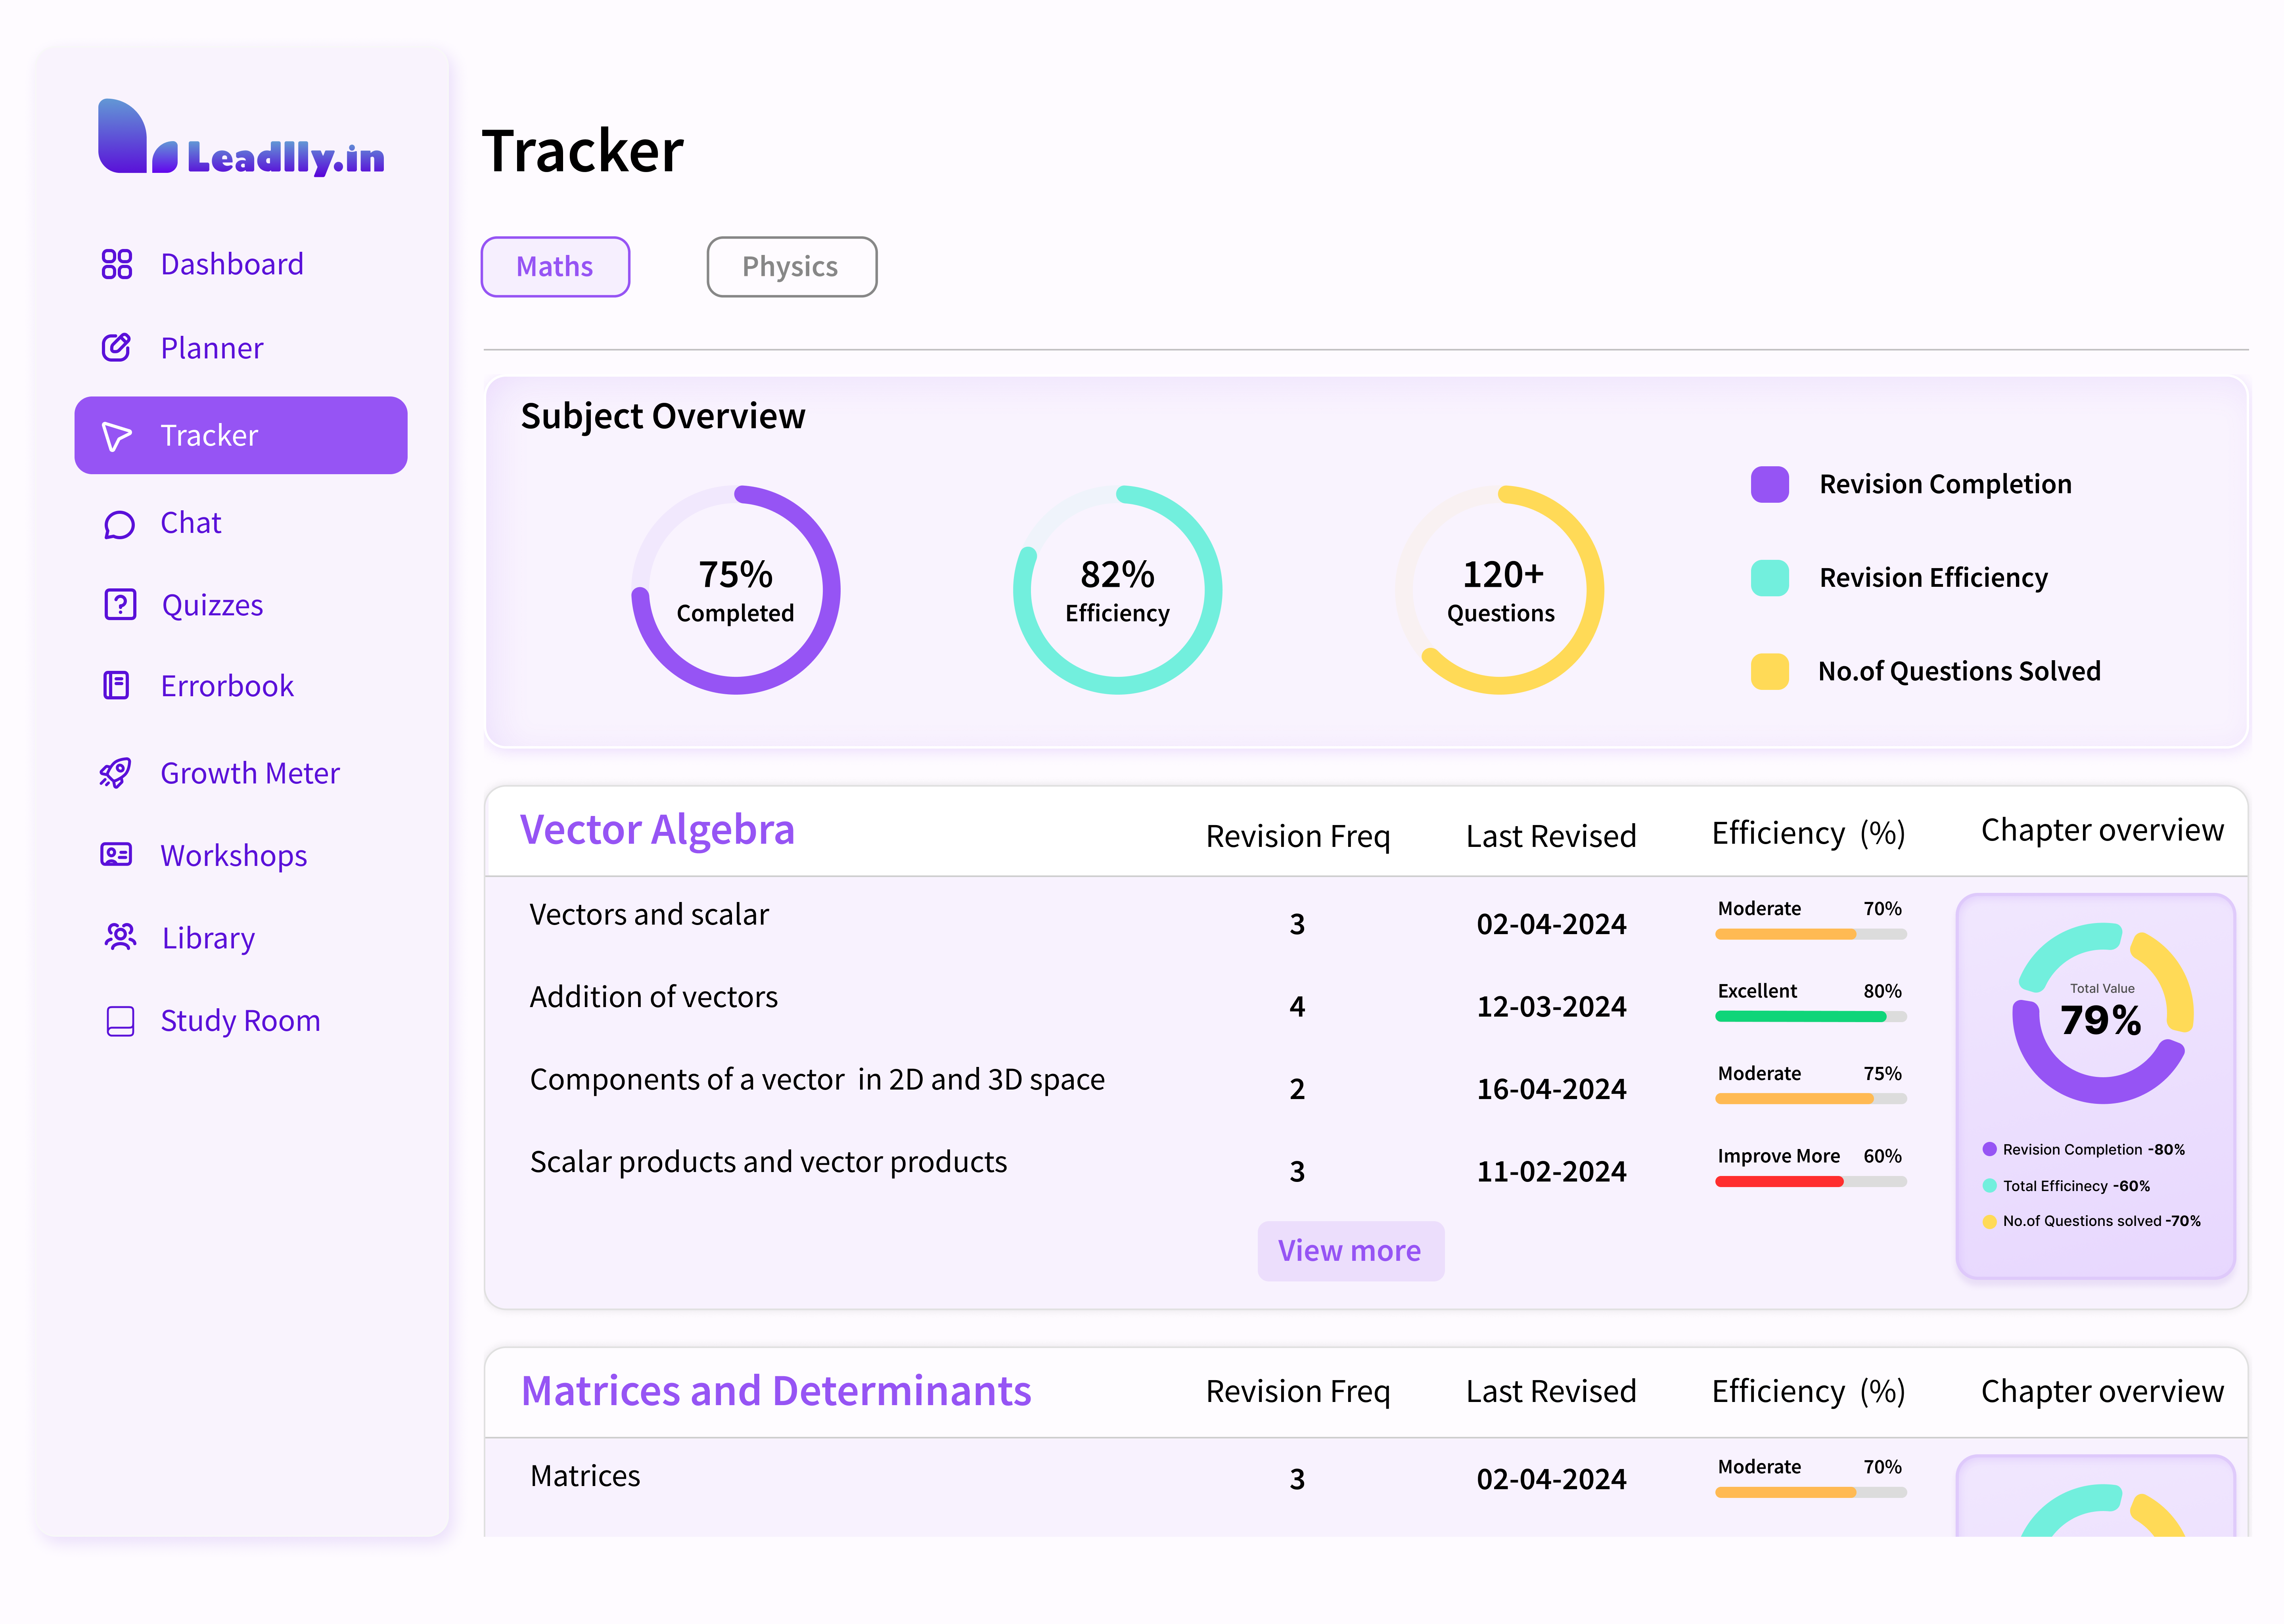 Leadlly.in
Dashboard
Planner
Tracker
Chat
Quizzes
Errorbook
Growth Meter
Workshops
Library
Study Room
Tracker
Maths Physics
Subject Overview
75%
Completed
82%
Efficiency
120+
Questions
Revision Completion
Revision Efficiency
No.of Questions Solved
Vector Algebra Revision Freq Last Revised Efficiency (%) Chapter overview
Vectors and scalar 3 02-04-2024 Moderate 70%
Addition of vectors 4 12-03-2024 Excellent 80%
Components of a vector in 2D and 3D space 2 16-04-2024 Moderate 75%
Scalar products and vector products 3 11-02-2024 Improve More 60%
View more
Total Value
79%
Revision Completion -80%
Total Efficinecy -60%
No.of Questions solved -70%
Matrices and Determinants Revision Freq Last Revised Efficiency (%) Chapter overview
Matrices 3 02-04-2024 Moderate 70%